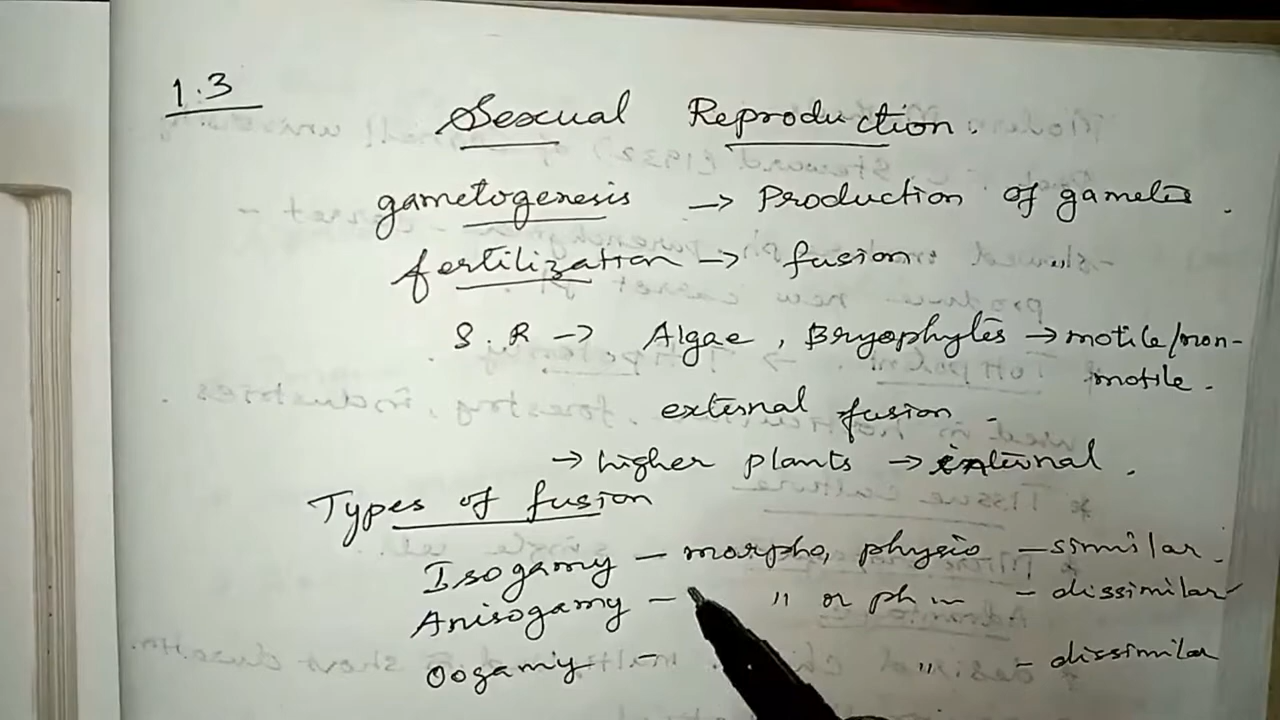 1.3
Sexual Reproduction.
gametogenesis → Production of gametes.
fertilization → fusion
S.R → Algae, Bryophytes → motile/non-
motile.
external fusion.
→ higher plants → internal.
Types of fusion
Isogamy – morpho, physio – similar.
Anisogamy – " or ph " – dissimilar
Oogamy – " – dissimilar